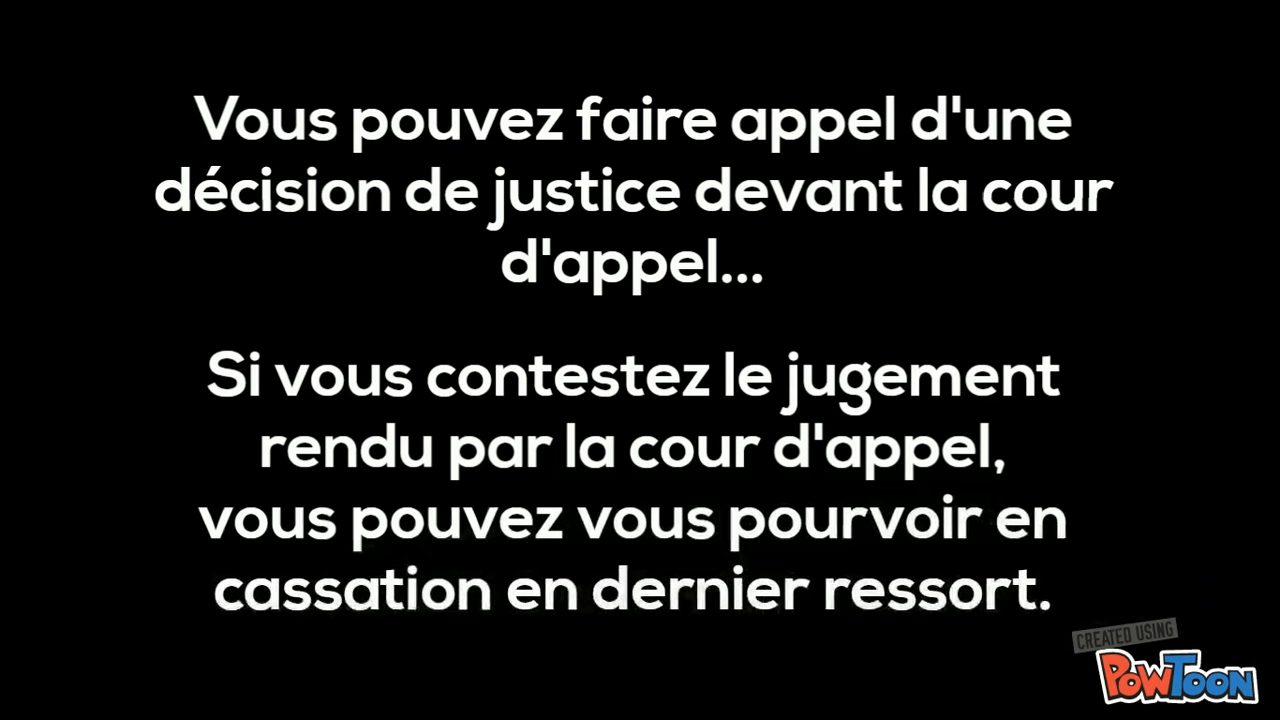 Vous pouvez faire appel d'une
décision de justice devant la cour
d'appel...
Si vous contestez le jugement
rendu par la cour d'appel,
vous pouvez vous pourvoir en
cassation en dernier ressort.
CREATED USING
POWTOON